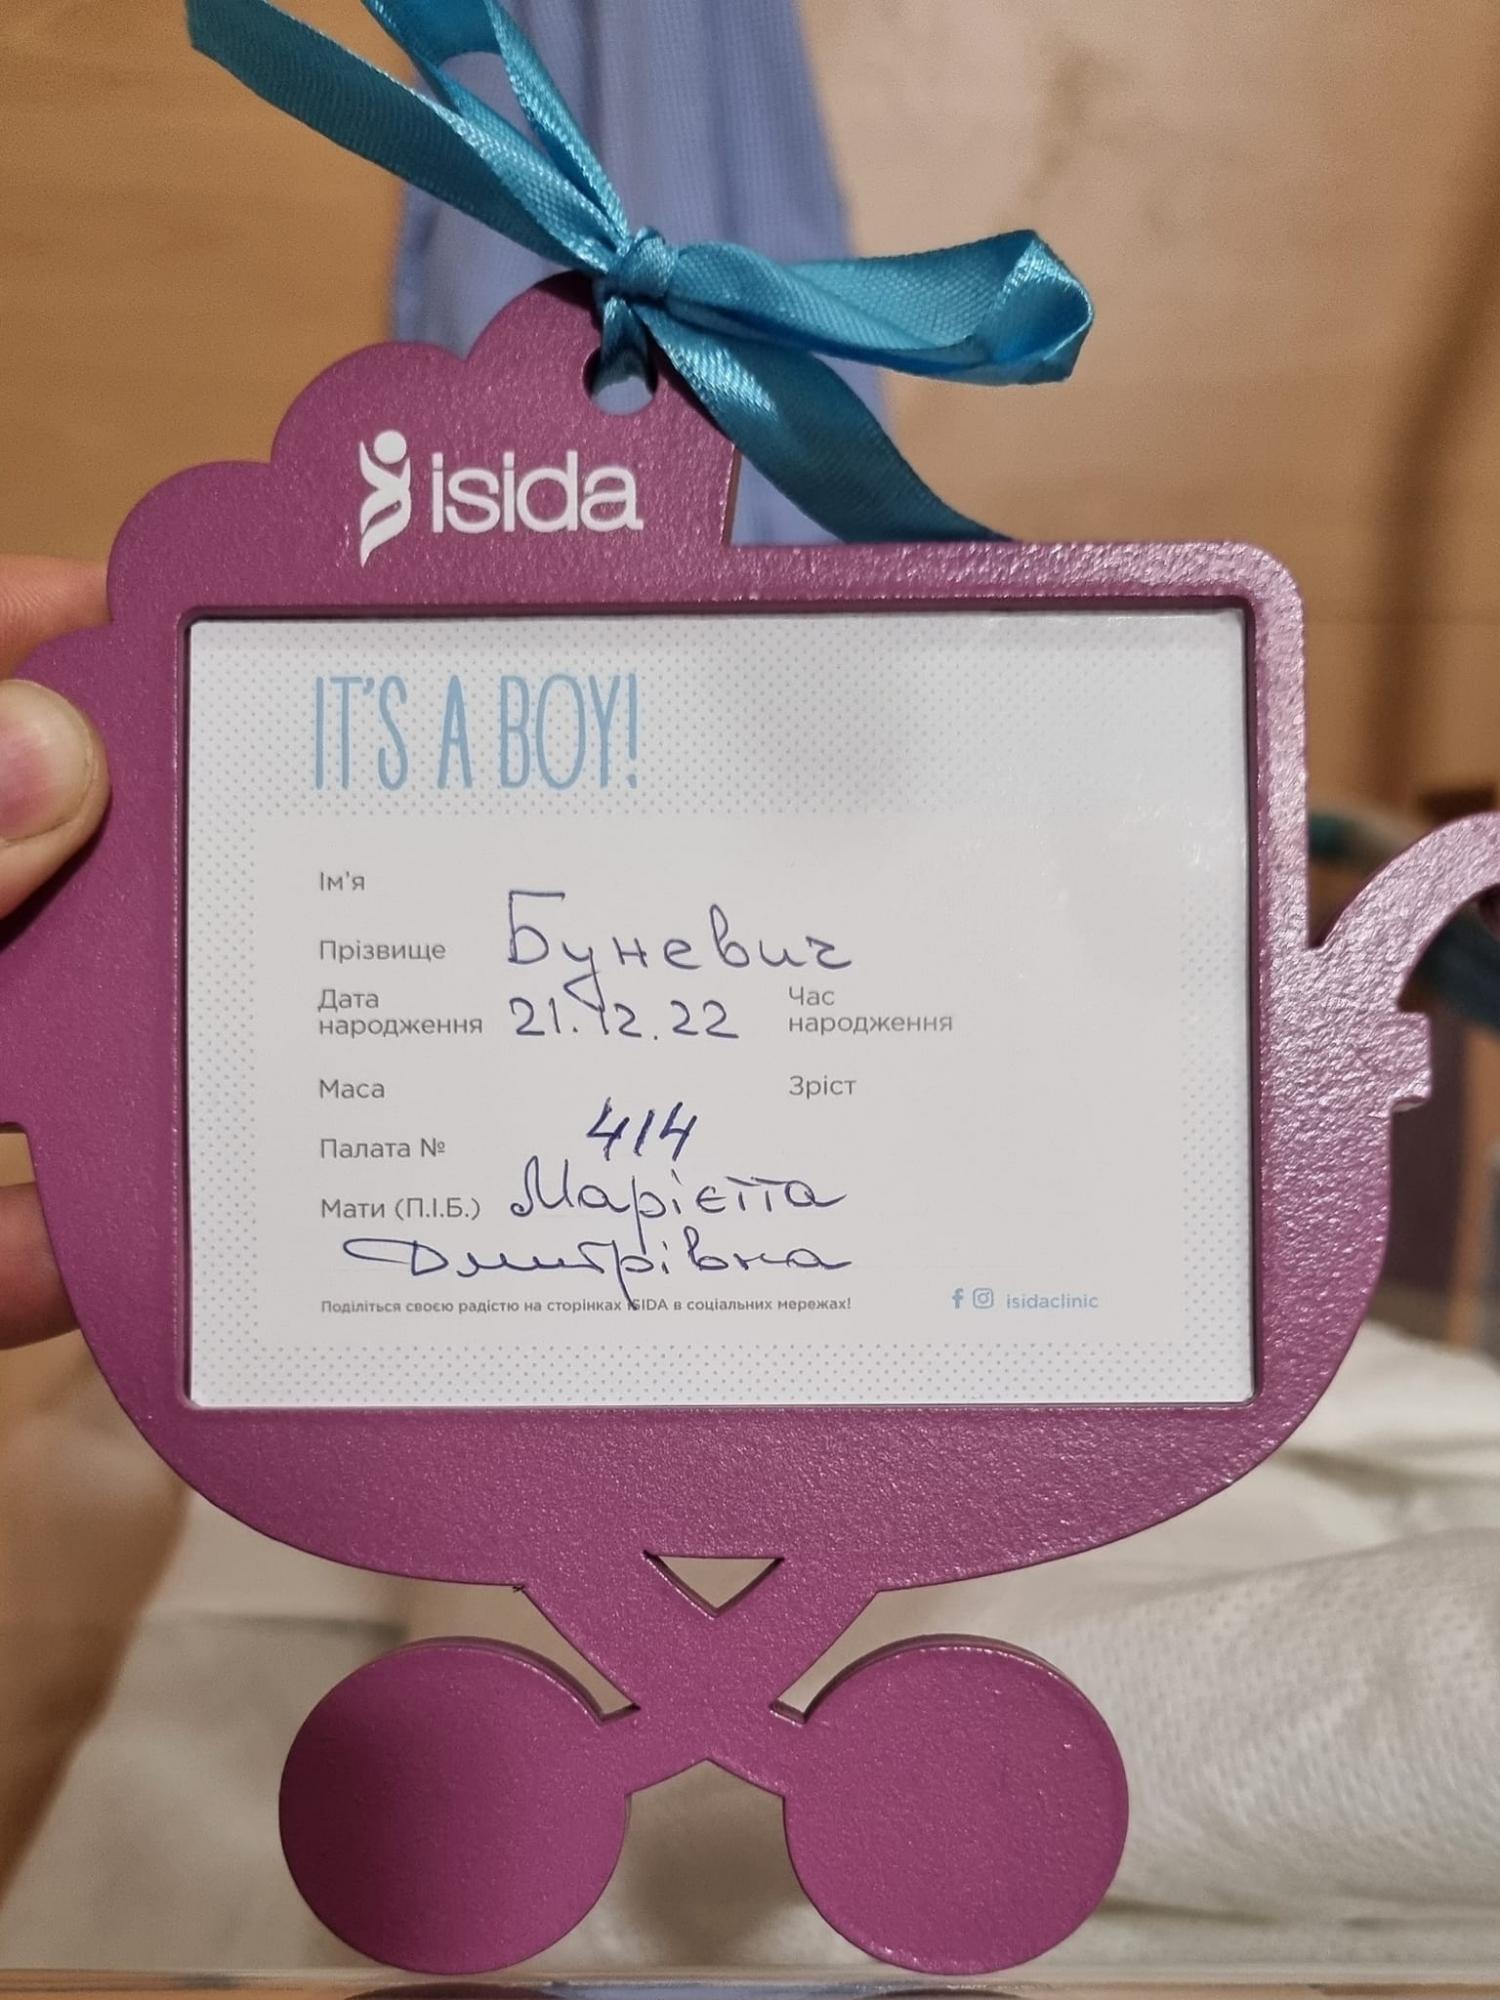 isida
IT'S A BOY!
Ім'я
Прізвище Буневич
Дата народження 21.12.22 Час народження
Маса Зріст
Палата № 414
Мати (П.І.Б.) Марієтта
Дмитрівна
Поділіться своєю радістю на сторінках ISIDA в соціальних мережах! isidaclinic